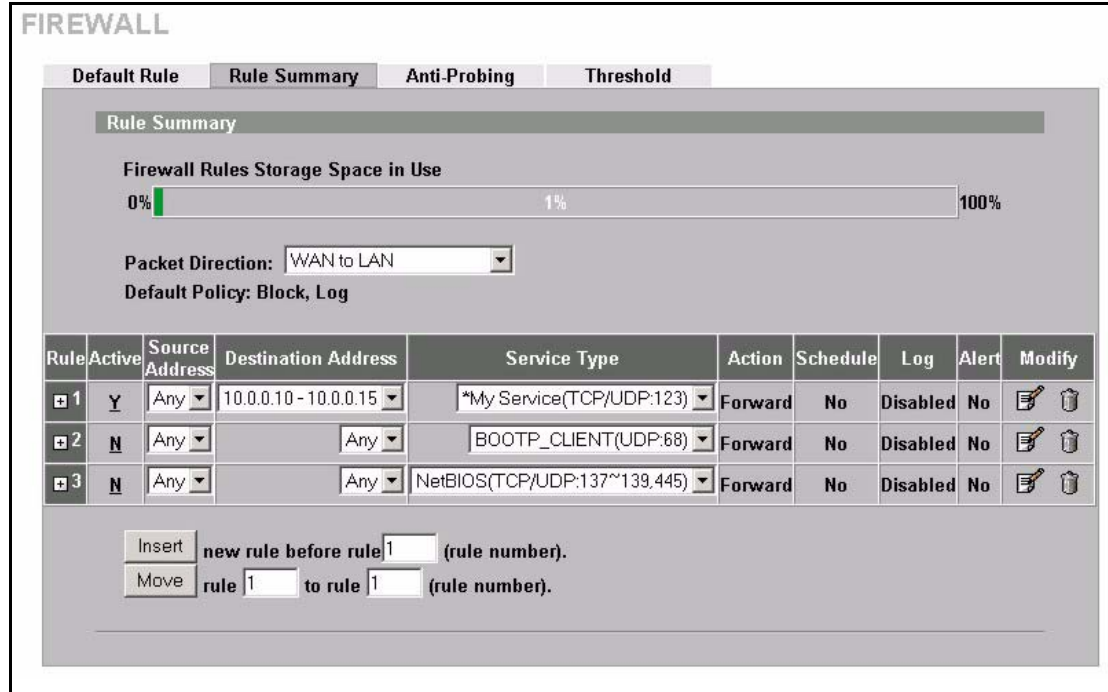 FIREWALL
Default Rule Rule Summary Anti-Probing Threshold
Rule Summary
Firewall Rules Storage Space in Use
0% 1% 100%
Packet Direction: WAN to LAN
Default Policy: Block, Log
Rule Active Source Address Destination Address Service Type Action Schedule Log Alert Modify
1 Y Any 10.0.0.10 - 10.0.0.15 *My Service(TCP/UDP:123) Forward No Disabled No
2 N Any Any BOOTP_CLIENT(UDP:68) Forward No Disabled No
3 N Any Any NetBIOS(TCP/UDP:137~139,445) Forward No Disabled No
Insert new rule before rule 1 (rule number).
Move rule 1 to rule 1 (rule number).